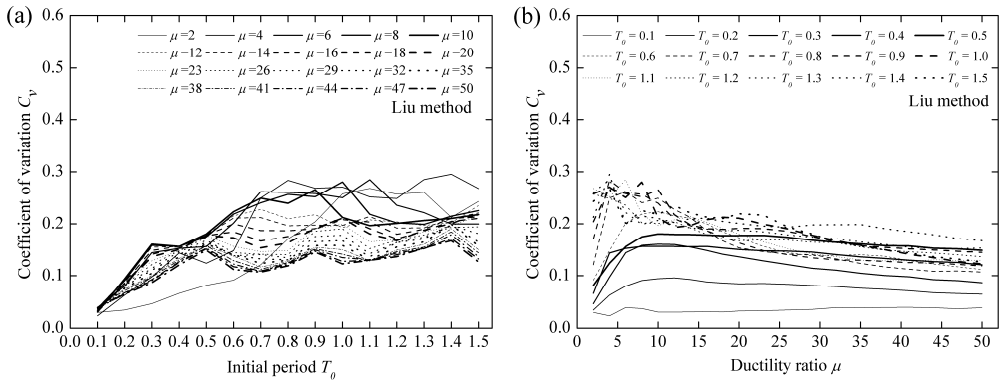 (a)
0.6
0.5
0.4
0.3
0.2
0.1
0.0
Coefficient of variation Cv
μ=2 μ=4 μ=6 μ=8 μ=10
μ−12 μ−14 μ−16 μ−18 μ−20
μ=23 μ=26 μ=29 μ=32 μ=35
μ=38 μ=41 μ=44 μ=47 μ=50
Liu method
0.0 0.1 0.2 0.3 0.4 0.5 0.6 0.7 0.8 0.9 1.0 1.1 1.2 1.3 1.4 1.5
Initial period T0
(b)
0.6
0.5
0.4
0.3
0.2
0.1
0.0
Coefficient of variation Cv
T0 = 0.1 T0 = 0.2 T0 = 0.3 T0 = 0.4 T0 = 0.5
T0 = 0.6 T0 = 0.7 T0 = 0.8 T0 = 0.9 T0 = 1.0
T0 = 1.1 T0 = 1.2 T0 = 1.3 T0 = 1.4 T0 = 1.5
Liu method
0 5 10 15 20 25 30 35 40 45 50
Ductility ratio μ